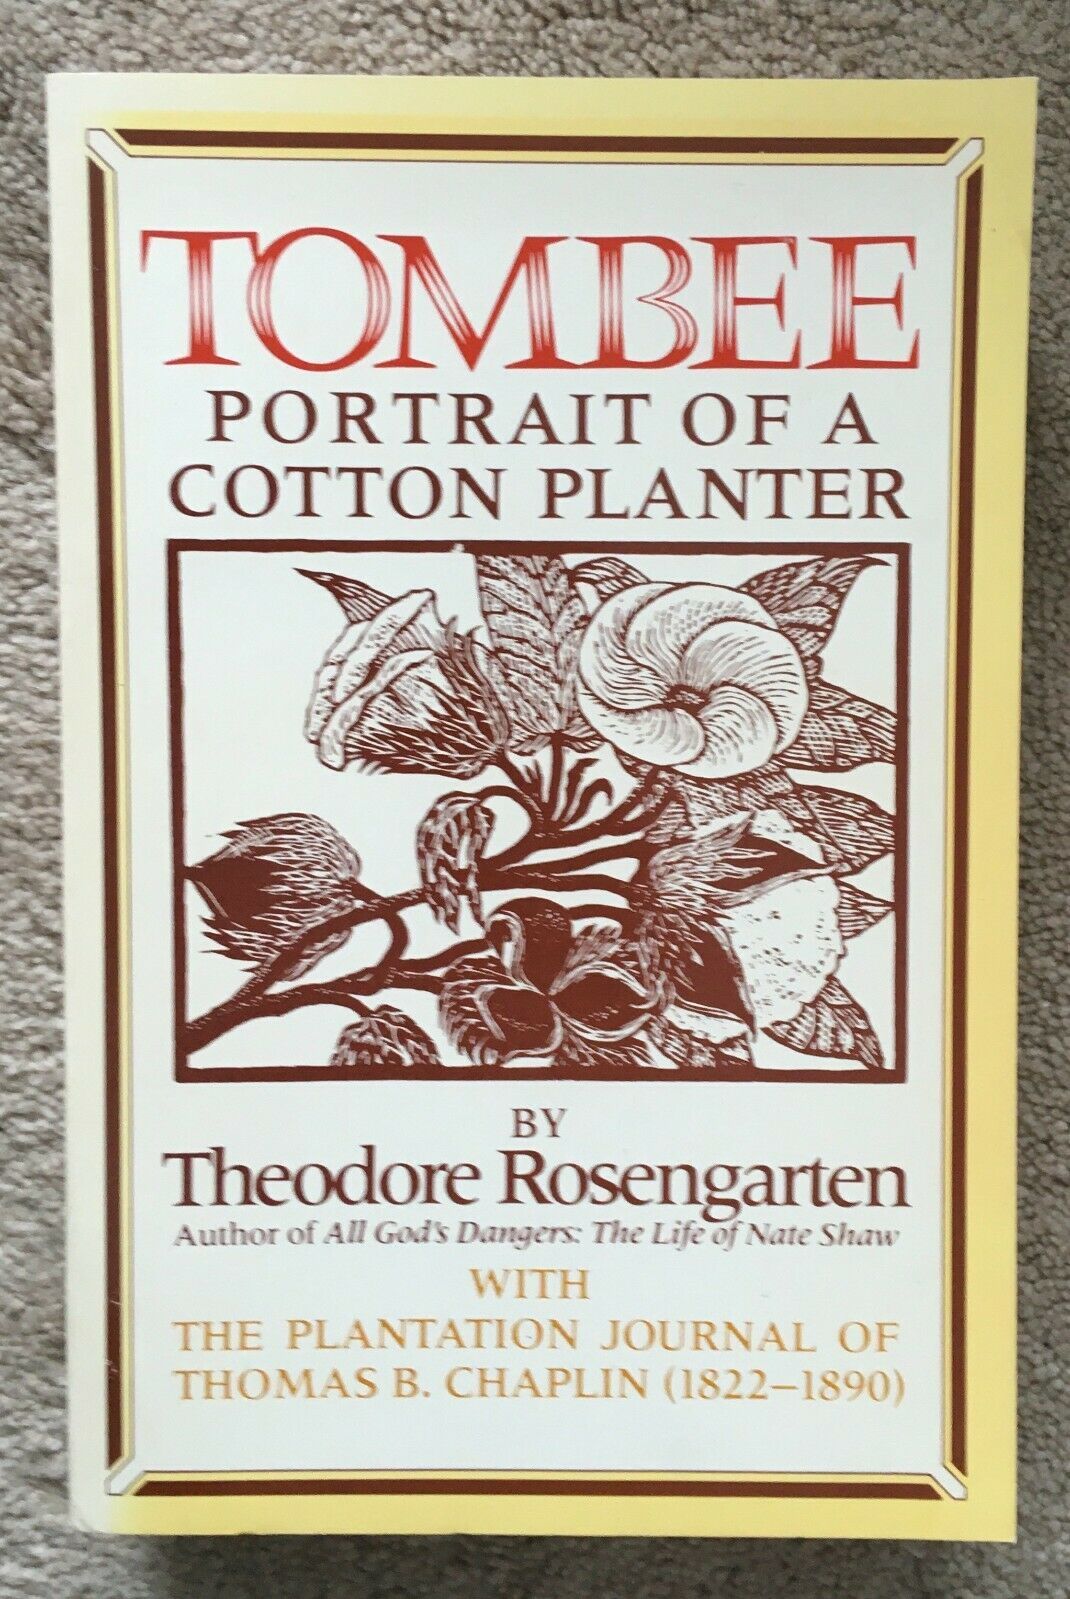 TOMBEE
PORTRAIT OF A
COTTON PLANTER
BY
Theodore Rosengarten
Author of All God's Dangers: The Life of Nate Shaw
WITH
THE PLANTATION JOURNAL OF
THOMAS B. CHAPLIN (1822–1890)